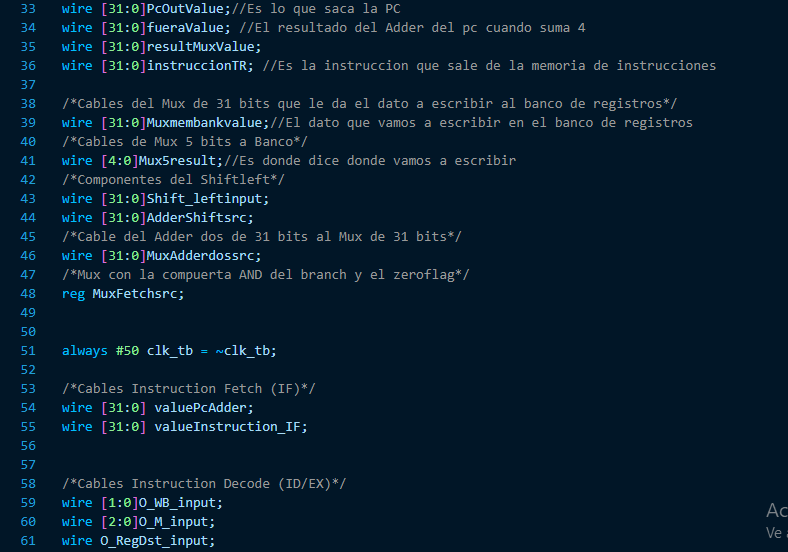 33 wire [31:0]PcOutValue;//Es lo que saca la PC
34 wire [31:0]fueraValue; //El resultado del Adder del pc cuando suma 4
35 wire [31:0]resultMuxValue;
36 wire [31:0]instruccionTR; //Es la instruccion que sale de la memoria de instrucciones
37
38 /*Cables del Mux de 31 bits que le da el dato a escribir al banco de registros*/
39 wire [31:0]Muxmembankvalue;//El dato que vamos a escribir en el banco de registros
40 /*Cables de Mux 5 bits a Banco*/
41 wire [4:0]Mux5result;//Es donde dice donde vamos a escribir
42 /*Componentes del Shiftleft*/
43 wire [31:0]Shift_leftinput;
44 wire [31:0]AdderShiftsrc;
45 /*Cable del Adder dos de 31 bits al Mux de 31 bits*/
46 wire [31:0]MuxAdderdossrc;
47 /*Mux con la compuerta AND del branch y el zeroflag*/
48 reg MuxFetchsrc;
49
50
51 always #50 clk_tb = ~clk_tb;
52
53 /*Cables Instruction Fetch (IF)*/
54 wire [31:0] valuePcAdder;
55 wire [31:0] valueInstruction_IF;
56
57
58 /*Cables Instruction Decode (ID/EX)*/
59 wire [1:0]O_WB_input;
60 wire [2:0]O_M_input;
61 wire O_RegDst_input;
Ac
Ve a